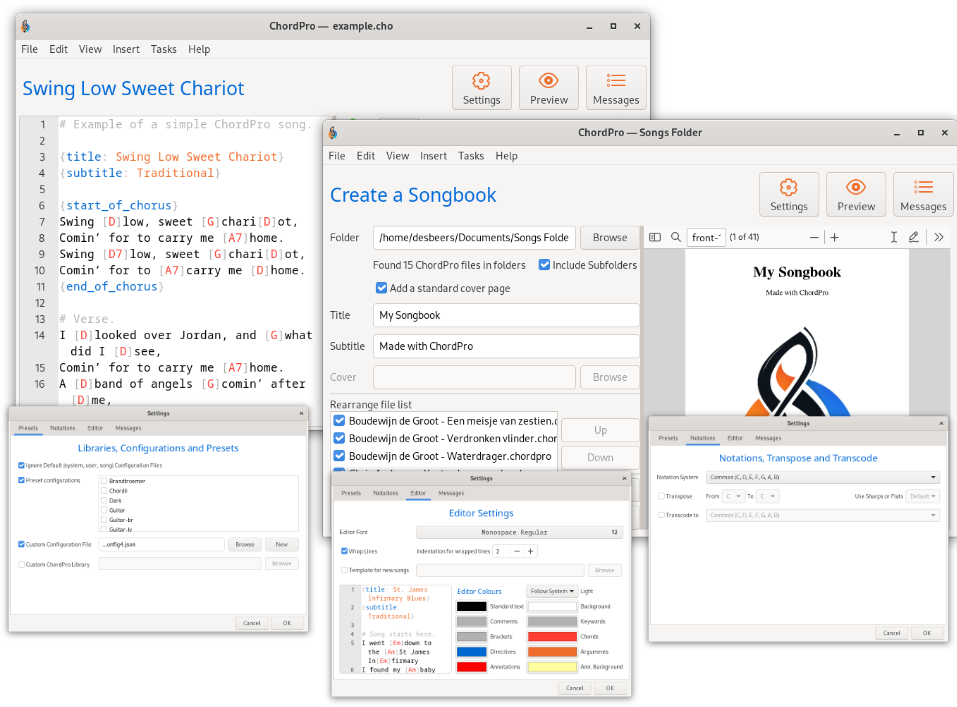 ChordPro — example.cho
File Edit View Insert Tasks Help
Swing Low Sweet Chariot
Settings Preview Messages
1 # Example of a simple ChordPro song.
2
3 {title: Swing Low Sweet Chariot}
4 {subtitle: Traditional}
5
6 {start_of_chorus}
7 Swing [D]low, sweet [G]chari[D]ot,
8 Comin’ for to carry me [A7]home.
9 Swing [D7]low, sweet [G]chari[D]ot,
10 Comin’ for to [A7]carry me [D]home.
11 {end_of_chorus}
12
13 # Verse.
14 I [D]looked over Jordan, and [G]what
did I [D]see,
15 Comin’ for to carry me [A7]home.
16 A [D]band of angels [G]comin’ after
[D]me,
ChordPro — Songs Folder
File Edit View Insert Tasks Help
Create a Songbook
Settings Preview Messages
Folder /home/desbeers/Documents/Songs Folde Browse
Found 15 ChordPro files in folders Include Subfolders
Add a standard cover page
Title My Songbook
Subtitle Made with ChordPro
Cover Browse
Rearrange file list
Boudewijn de Groot - Een meisje van zestien.c
Boudewijn de Groot - Verdronken vlinder.chor
Boudewijn de Groot - Waterdrager.chordpro
Up
Down
front-1 (1 of 41)
My Songbook
Made with ChordPro
Settings
Presets Notations Editor Messages
Libraries, Configurations and Presets
Ignore Default (system, user, song) Configuration Files
Preset configurations
Brandtroemer
Chordii
Dark
Guitar
Guitar-br
Guitar-lv
Custom Configuration File ...onfig4.json Browse New
Custom ChordPro Library Browse
Cancel OK
Settings
Presets Notations Editor Messages
Editor Settings
Editor Font Monospace Regular 12
Wrap Lines Indentation for wrapped lines 2
Template for new songs Browse
1 {title: St. James
Infirmary Blues}
2 {subtitle:
Traditional}
3
4 # Song starts here.
5 I went [Em]down to
the [Am]St James
In[Em]firmary
6 I found my [Am]baby
Editor Colours Follow System Light
Standard text Background
Comments Keywords
Brackets Chords
Directives Arguments
Annotations Ann. Background
Cancel OK
Settings
Presets Notations Editor Messages
Notations, Transpose and Transcode
Notation System Common (C, D, E, F, G, A, B)
Transpose From C To C Use Sharps or Flats Default
Transcode to Common (C, D, E, F, G, A, B)
Cancel OK